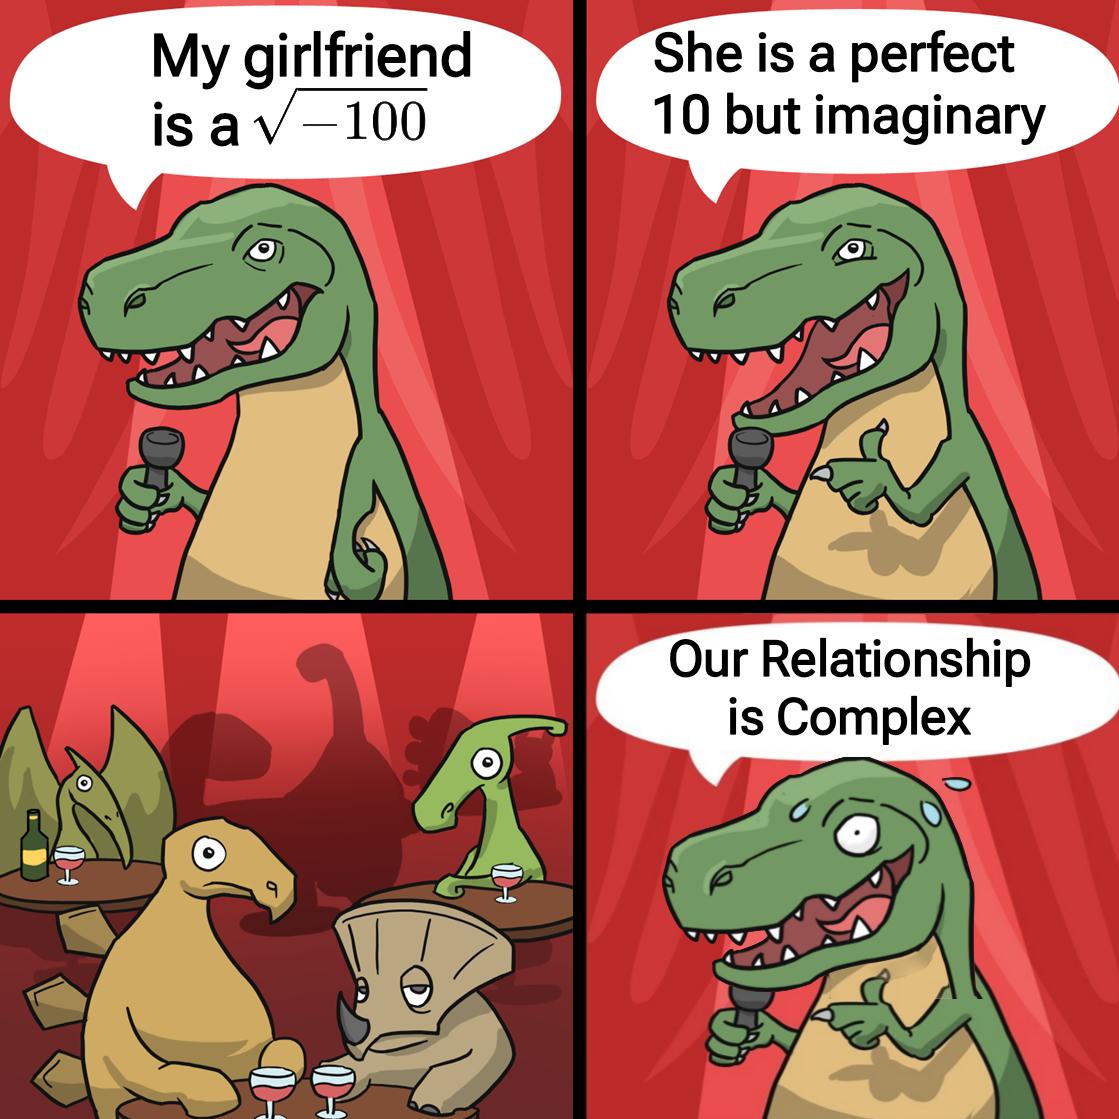 My girlfriend
is a √−100
She is a perfect
10 but imaginary
Our Relationship
is Complex